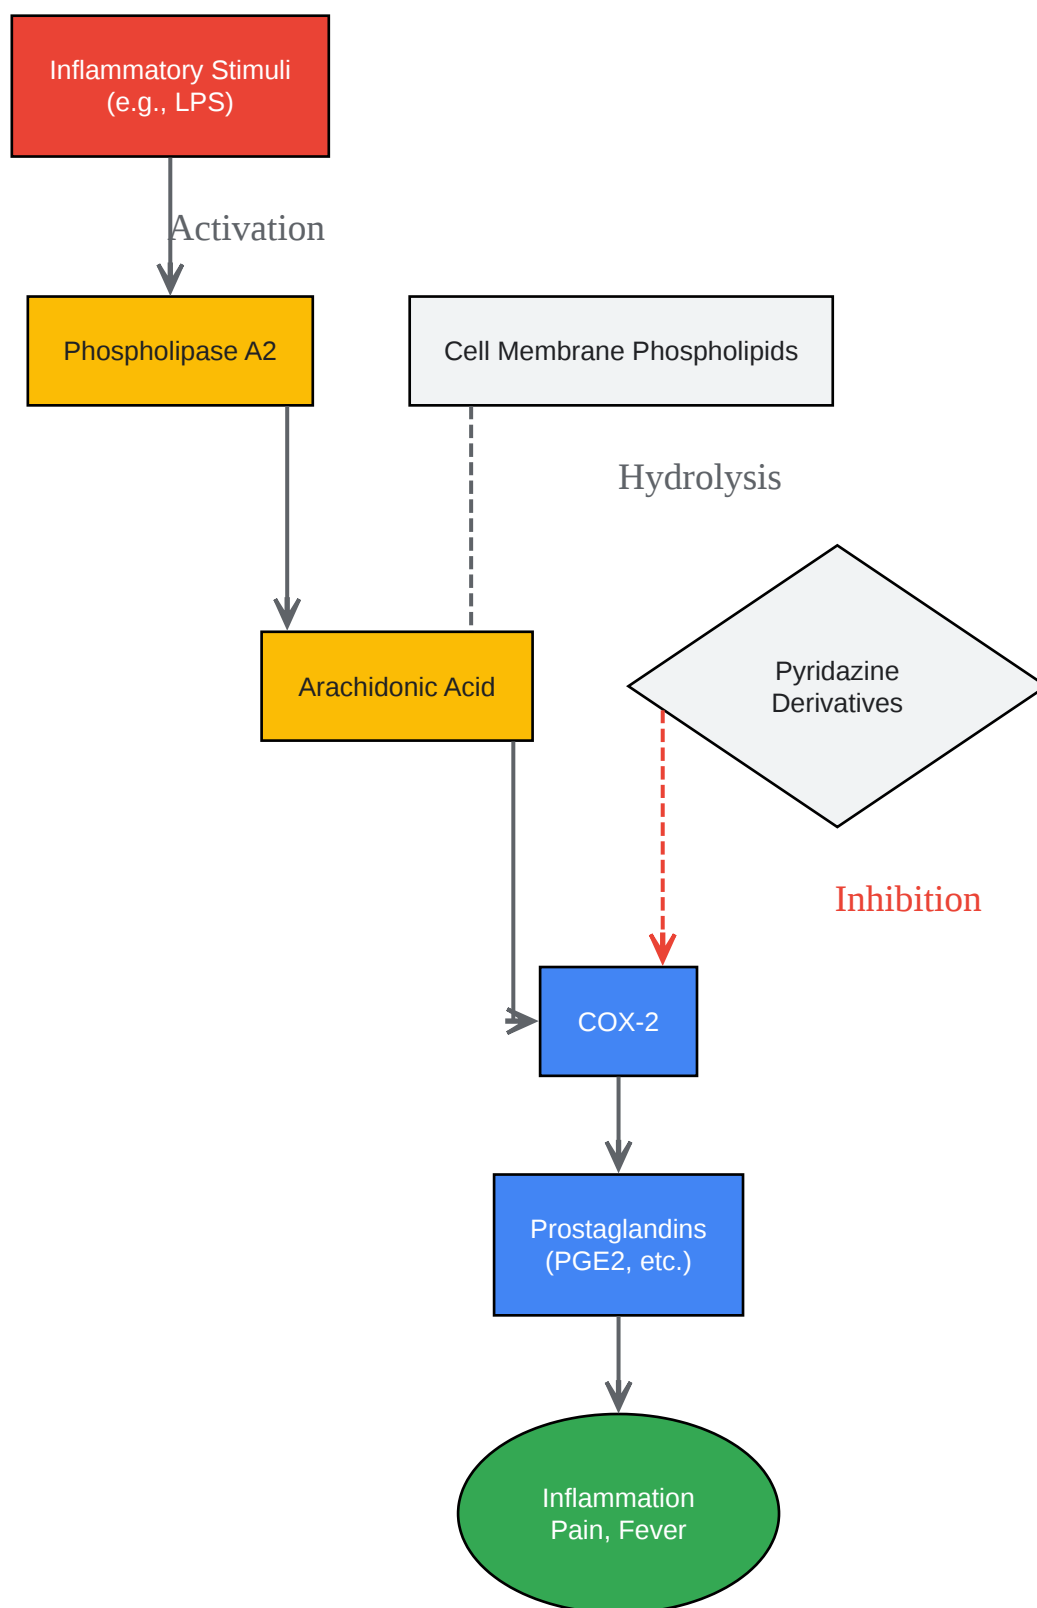 Inflammatory Stimuli
(e.g., LPS)
Activation
Phospholipase A2
Cell Membrane Phospholipids
Hydrolysis
Arachidonic Acid
Pyridazine
Derivatives
Inhibition
COX-2
Prostaglandins
(PGE2, etc.)
Inflammation
Pain, Fever